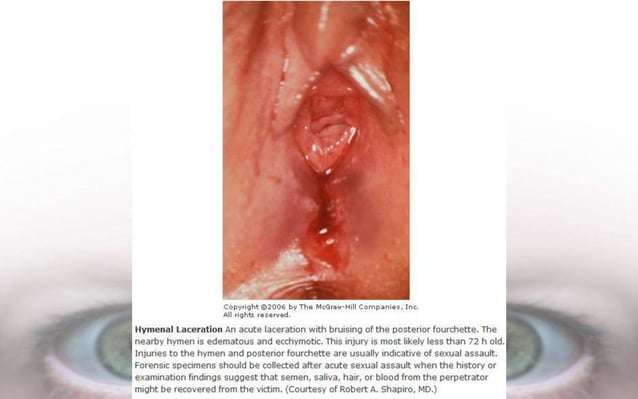 Copyright ©2006 by The McGraw-Hill Companies, Inc.
All rights reserved.
Hymenal Laceration An acute laceration with bruising of the posterior fourchette. The
nearby hymen is edematous and ecchymotic. This injury is most likely less than 72 h old.
Injuries to the hymen and posterior fourchette are usually indicative of sexual assault.
Forensic specimens should be collected after acute sexual assault when the history or
examination findings suggest that semen, saliva, hair, or blood from the perpetrator
might be recovered from the victim. (Courtesy of Robert A. Shapiro, MD.)